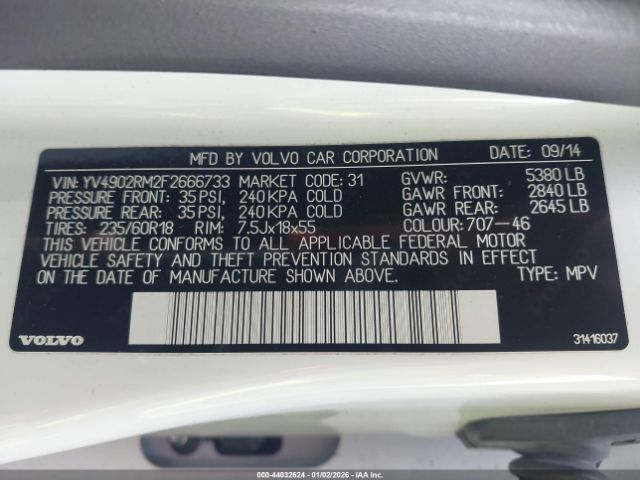 MFD BY VOLVO CAR CORPORATION DATE: 09/14
VIN: YV4902RM2F2666733 MARKET CODE: 31 GVWR: 5380 LB
PRESSURE FRONT: 35 PSI, 240 KPA COLD GAWR FRONT: 2840 LB
PRESSURE REAR: 35 PSI, 240 KPA COLD GAWR REAR: 2645 LB
TIRES: 235/60R18 RIM: 7.5Jx18x55 COLOUR: 707-46
THIS VEHICLE CONFORMS TO ALL APPLICABLE FEDERAL MOTOR
VEHICLE SAFETY AND THEFT PREVENTION STANDARDS IN EFFECT
ON THE DATE OF MANUFACTURE SHOWN ABOVE. TYPE: MPV
VOLVO 31416037
000-44032624 | 01/02/2026 - IAA Inc.